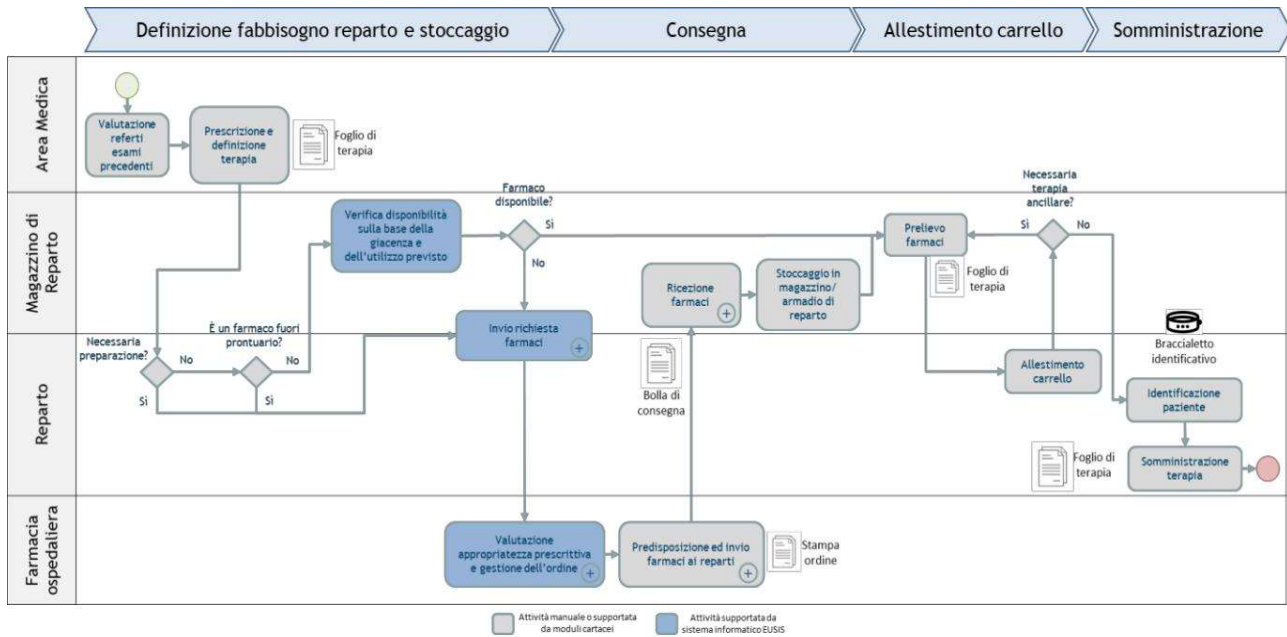 Definizione fabbisogno reparto e stoccaggio
Consegna
Allestimento carrello
Somministrazione
Area Medica
Valutazione
referti
esami
precedenti
Prescrizione e
definizione
terapia
Foglio di
terapia
Magazzino di
Reparto
Verifica disponibilità
sulla base della
giacenza e
dell'utilizzo previsto
Farmaco
disponibile?
Sì
No
Ricezione
farmaci
Stoccaggio in
magazzino/
armadio di
reparto
Prelievo
farmaci
Foglio di
terapia
Necessaria
terapia
ancillare?
Sì
No
Invio richiesta
farmaci
Reparto
Necessaria
preparazione?
No
Sì
È un farmaco fuori
prontuario?
No
Sì
Bolla di
consegna
Allestimento
carrello
Braccialetto
identificativo
Identificazione
paziente
Foglio di
terapia
Somministrazione
terapia
Farmacia
ospedaliera
Valutazione
appropriatezza prescrittiva
e gestione dell'ordine
Predisposizione ed invio
farmaci ai reparti
Stampa
ordine
Attività manuale o supportata
da moduli cartacei
Attività supportata da
sistema informatico EUSIS